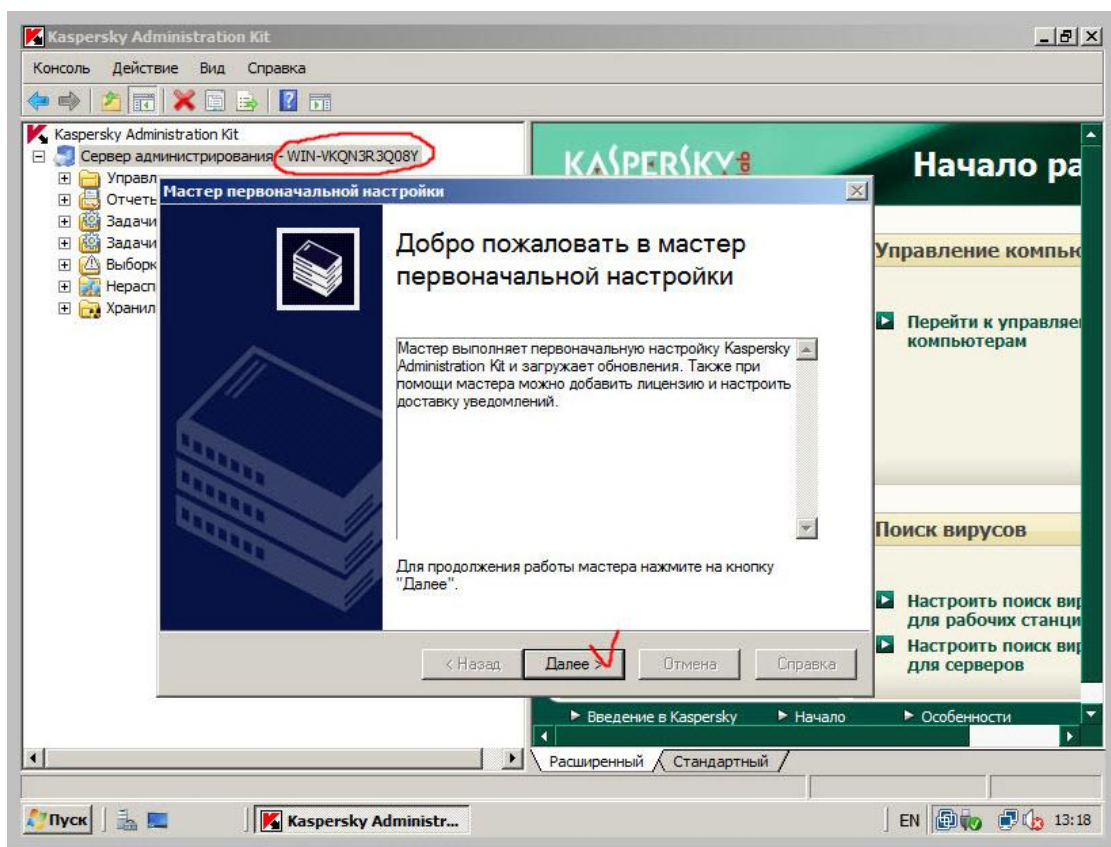 Kaspersky Administration Kit
Консоль Действие Вид Справка
Kaspersky Administration Kit
Сервер администрирования - WIN-VKQN3R3Q08Y
Управл
Отчеты
Задачи
Задачи
Выборк
Нерасп
Хранил
KASPERSKY
Начало ра
Управление компьн
Перейти к управляем
компьютерам
Поиск вирусов
Настроить поиск вир
для рабочих станци
Настроить поиск вир
для серверов
Введение в Kaspersky Начало Особенности
Расширенный Стандартный
Мастер первоначальной настройки
Добро пожаловать в мастер
первоначальной настройки
Мастер выполняет первоначальную настройку Kaspersky
Administration Kit и загружает обновления. Также при
помощи мастера можно добавить лицензию и настроить
доставку уведомлений.
Для продолжения работы мастера нажмите на кнопку
"Далее".
< Назад Далее > Отмена Справка
Пуск Kaspersky Administr... EN 13:18